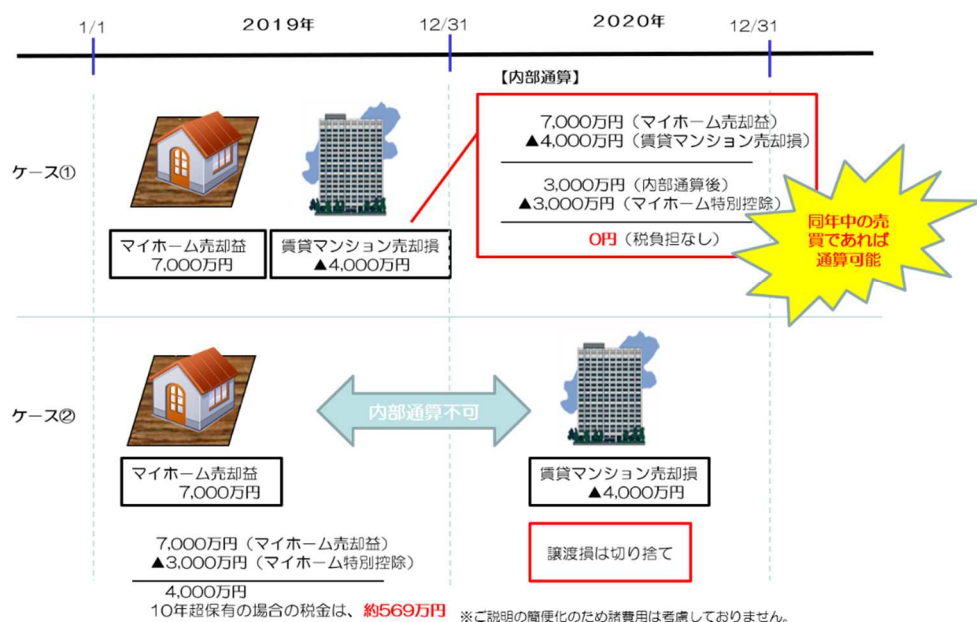 1/1
2019年
12/31
2020年
12/31
【内部通算】
7,000万円（マイホーム売却益）
▲4,000万円（賃貸マンション売却損）
3,000万円（内部通算後）
▲3,000万円（マイホーム特別控除）
0円（税負担なし）
同年中の売
買であれば
通算可能
ケース①
マイホーム売却益
7,000万円
賃貸マンション売却損
▲4,000万円
ケース②
内部通算不可
マイホーム売却益
7,000万円
賃貸マンション売却損
▲4,000万円
7,000万円（マイホーム売却益）
▲3,000万円（マイホーム特別控除）
4,000万円
10年超保有の場合の税金は、約569万円
譲渡損は切り捨て
※ご説明の簡便化のため諸費用は考慮しておりません。